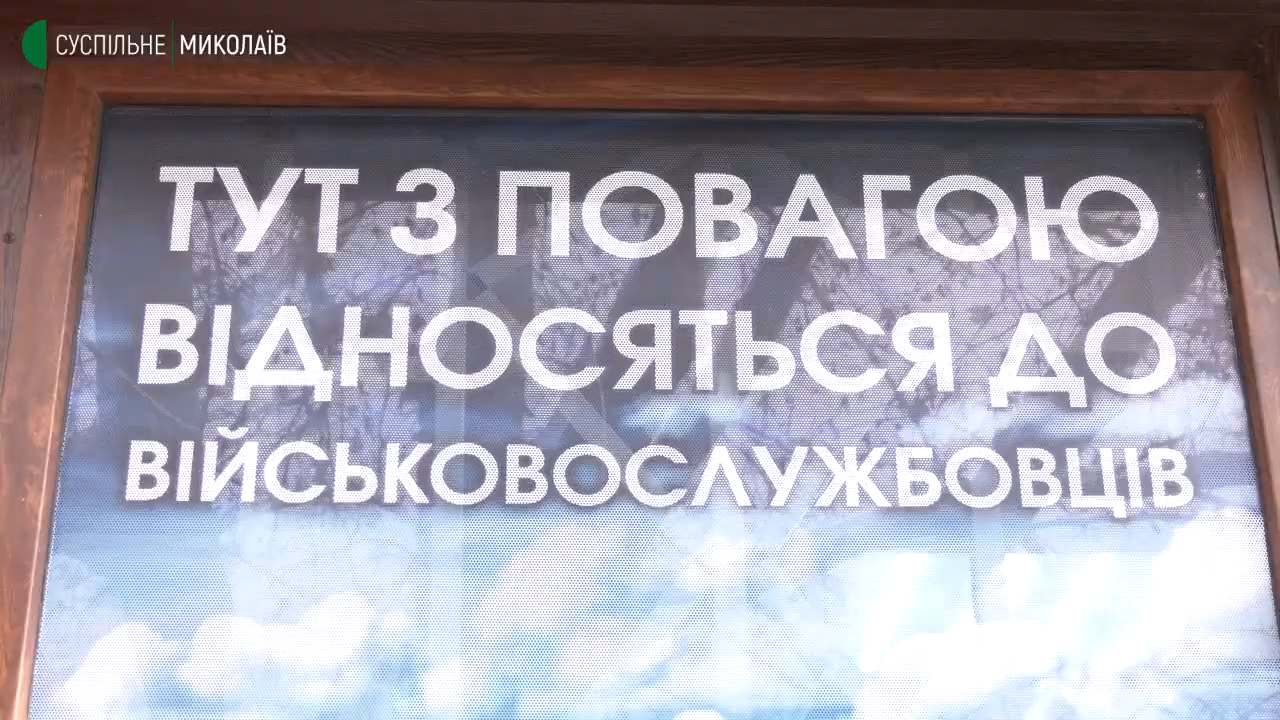 СУСПІЛЬНЕ МИКОЛАЇВ
ТУТ З ПОВАГОЮ
ВІДНОСЯТЬСЯ ДО
ВІЙСЬКОВОСЛУЖБОВЦІВ